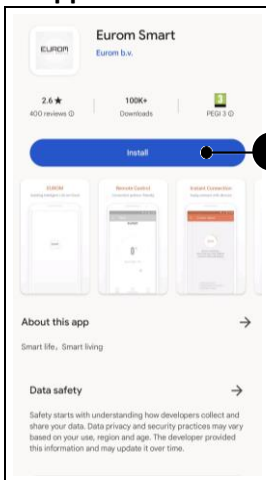 Eurom Smart
EUROM
Eurom b.v.
2.6★
100K+
3
400 reviews
Downloads
PEGI 3
Install
EUROM
Remote Control
Instant Connection
About this app
Smart life, Smart living
Data safety
Safety starts with understanding how developers collect and
share your data. Data privacy and security practices may vary
based on your use, region and age. The developer provided
this information and may update it over time.